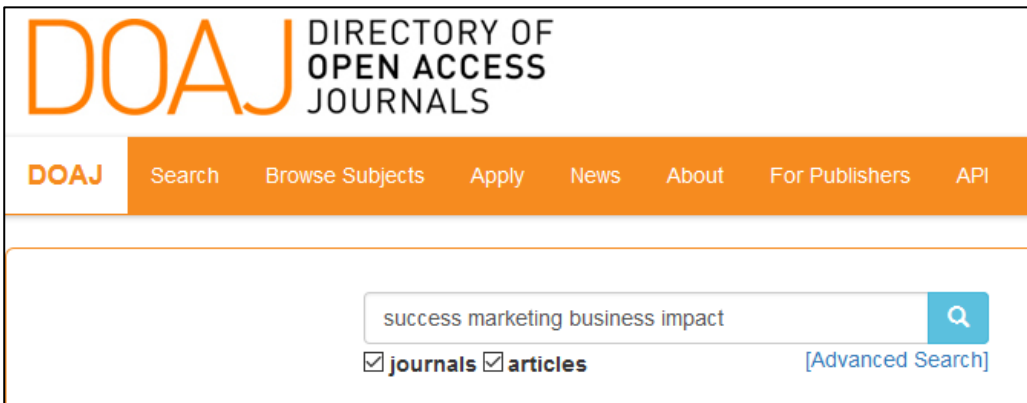 DOAJ
DIRECTORY OF
OPEN ACCESS
JOURNALS
DOAJ Search Browse Subjects Apply News About For Publishers API
success marketing business impact
journals articles [Advanced Search]